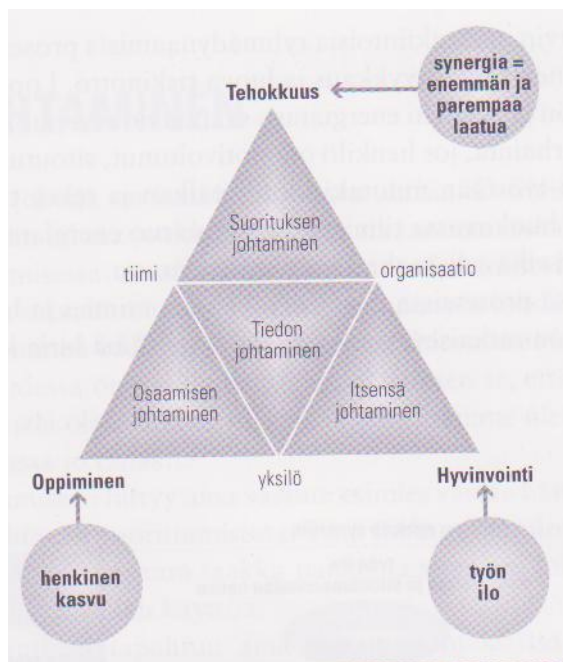 synergia =
enemmän ja
parempaa
laatua
Tehokkuus
Suorituksen
johtaminen
tiimi
organisaatio
Tiedon
johtaminen
Osaamisen
johtaminen
Itsensä
johtaminen
Oppiminen
yksilö
Hyvinvointi
henkinen
kasvu
työn
ilo